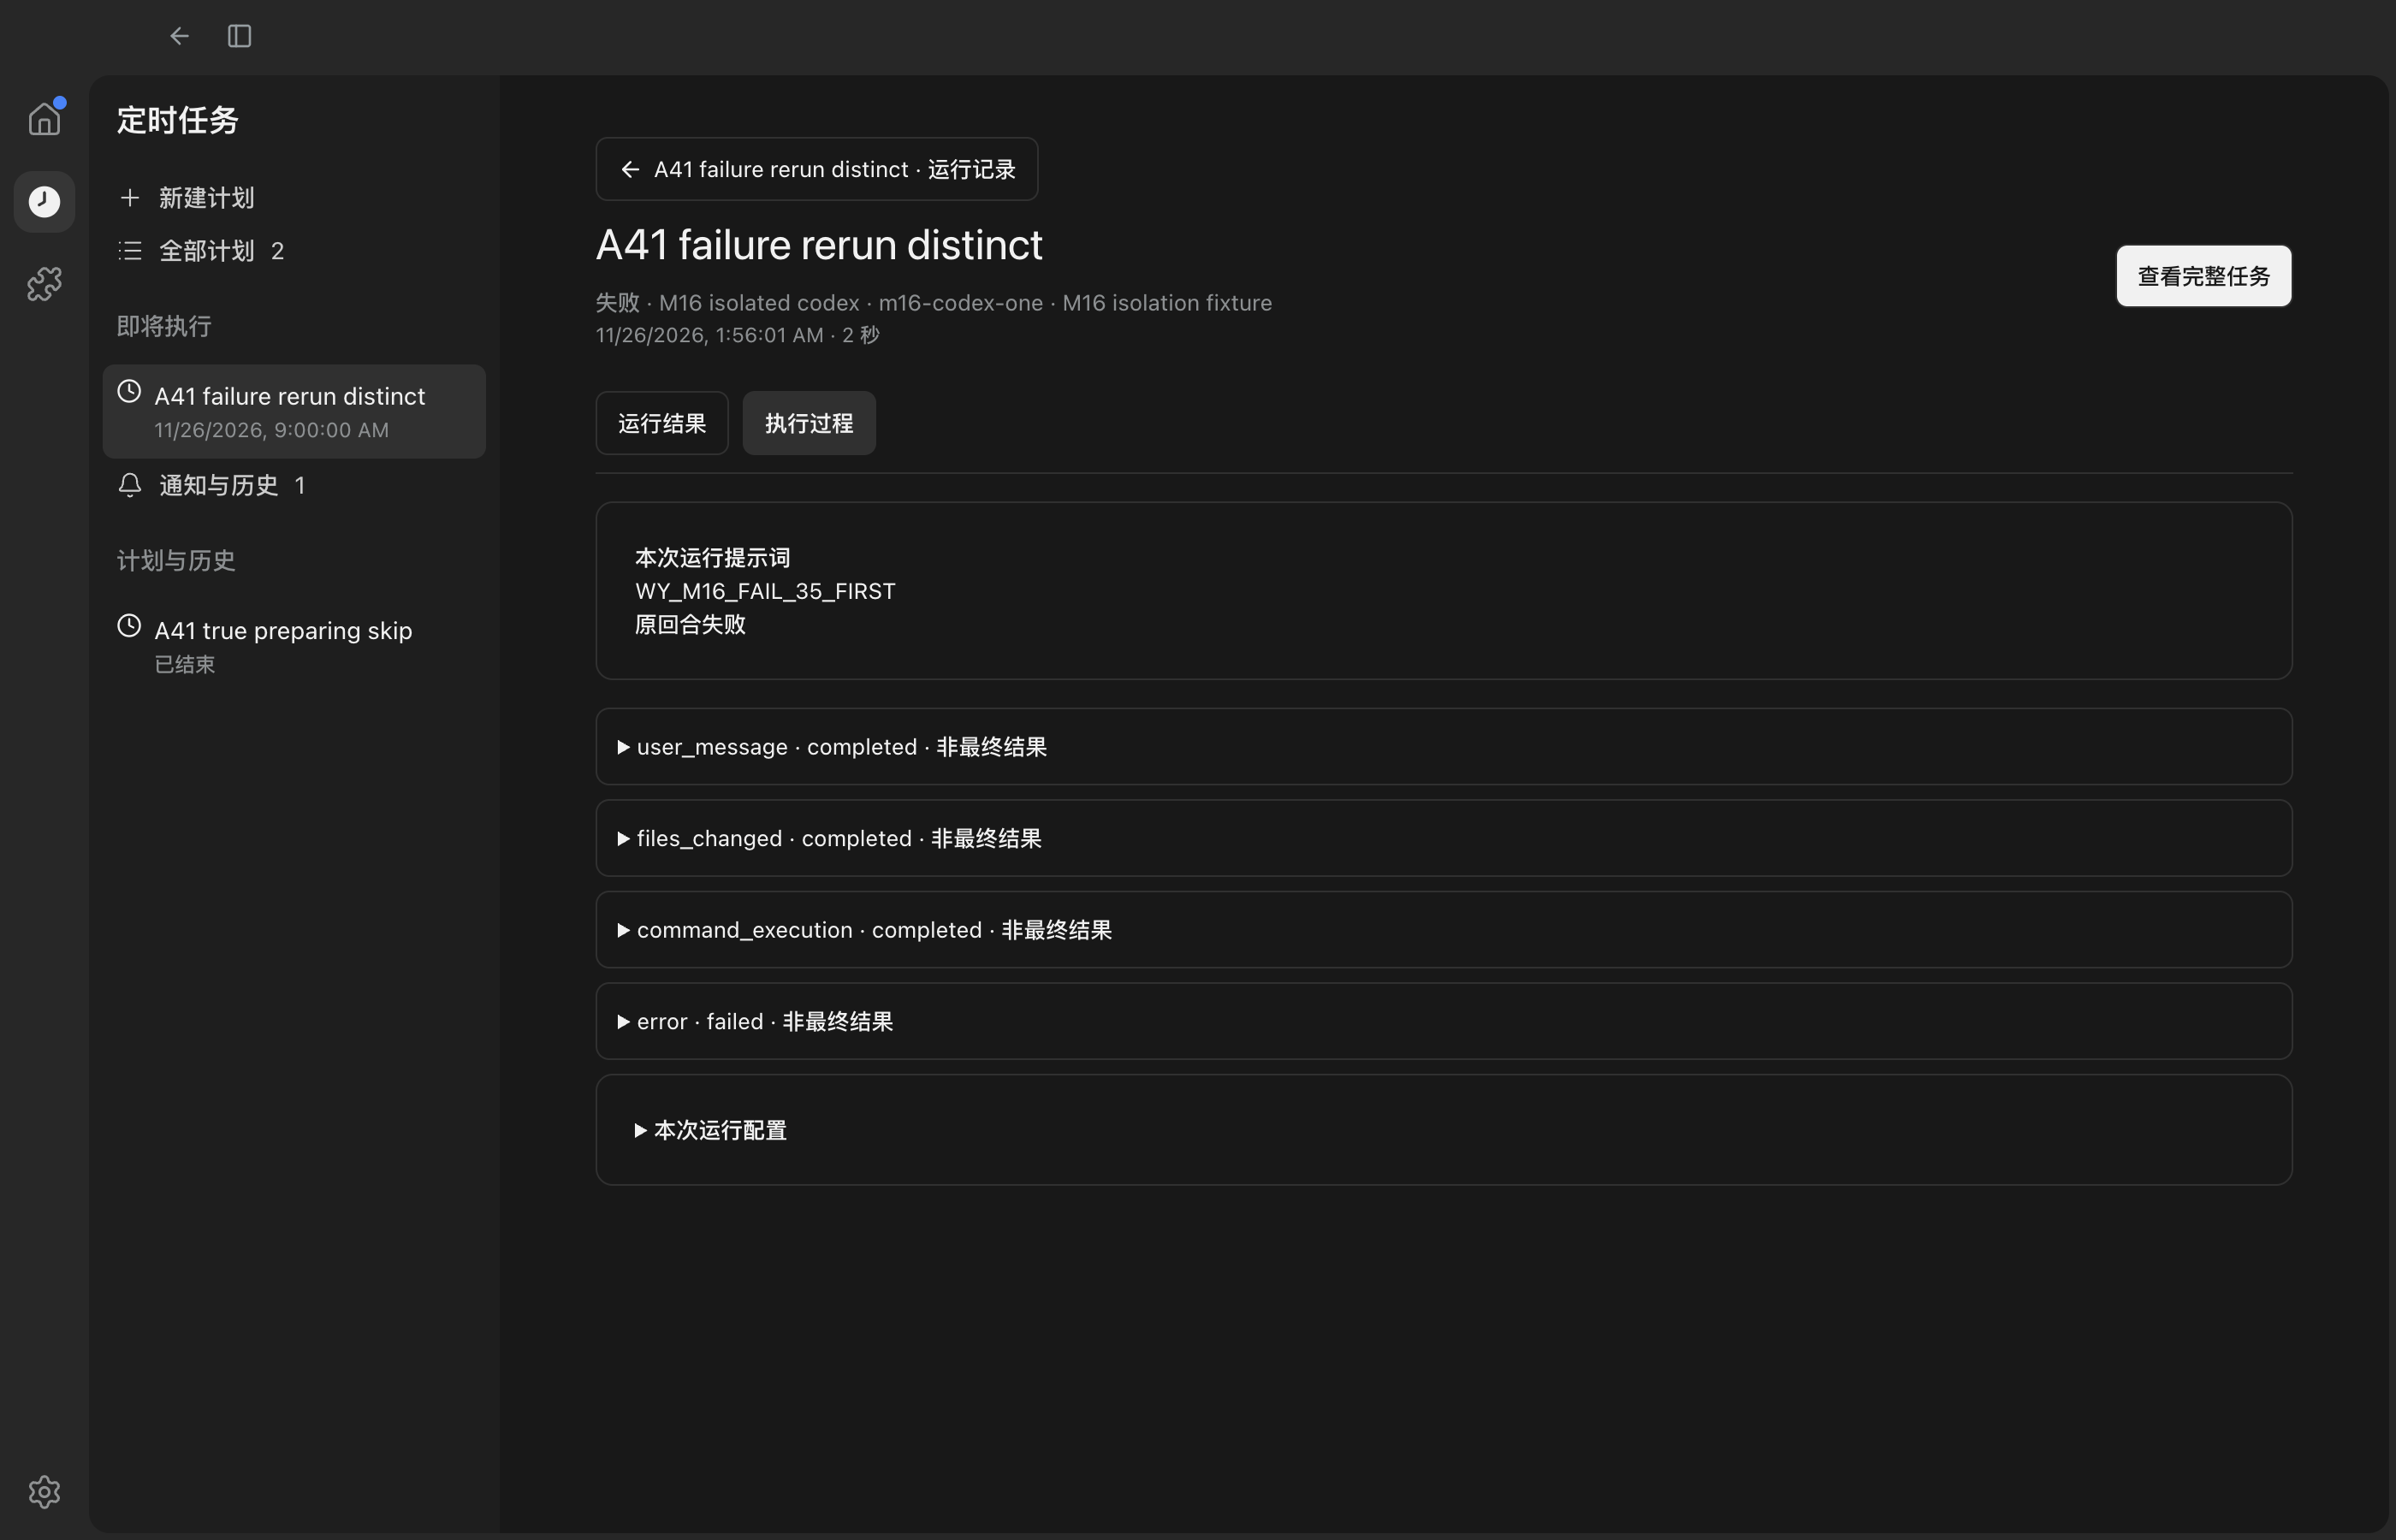 定时任务
新建计划
全部计划 2
即将执行
A41 failure rerun distinct
11/26/2026, 9:00:00 AM
通知与历史 1
计划与历史
A41 true preparing skip
已结束
A41 failure rerun distinct · 运行记录
A41 failure rerun distinct
失败 · M16 isolated codex · m16-codex-one · M16 isolation fixture
11/26/2026, 1:56:01 AM · 2 秒
查看完整任务
运行结果
执行过程
本次运行提示词
WY_M16_FAIL_35_FIRST
原回合失败
user_message · completed · 非最终结果
files_changed · completed · 非最终结果
command_execution · completed · 非最终结果
error · failed · 非最终结果
本次运行配置